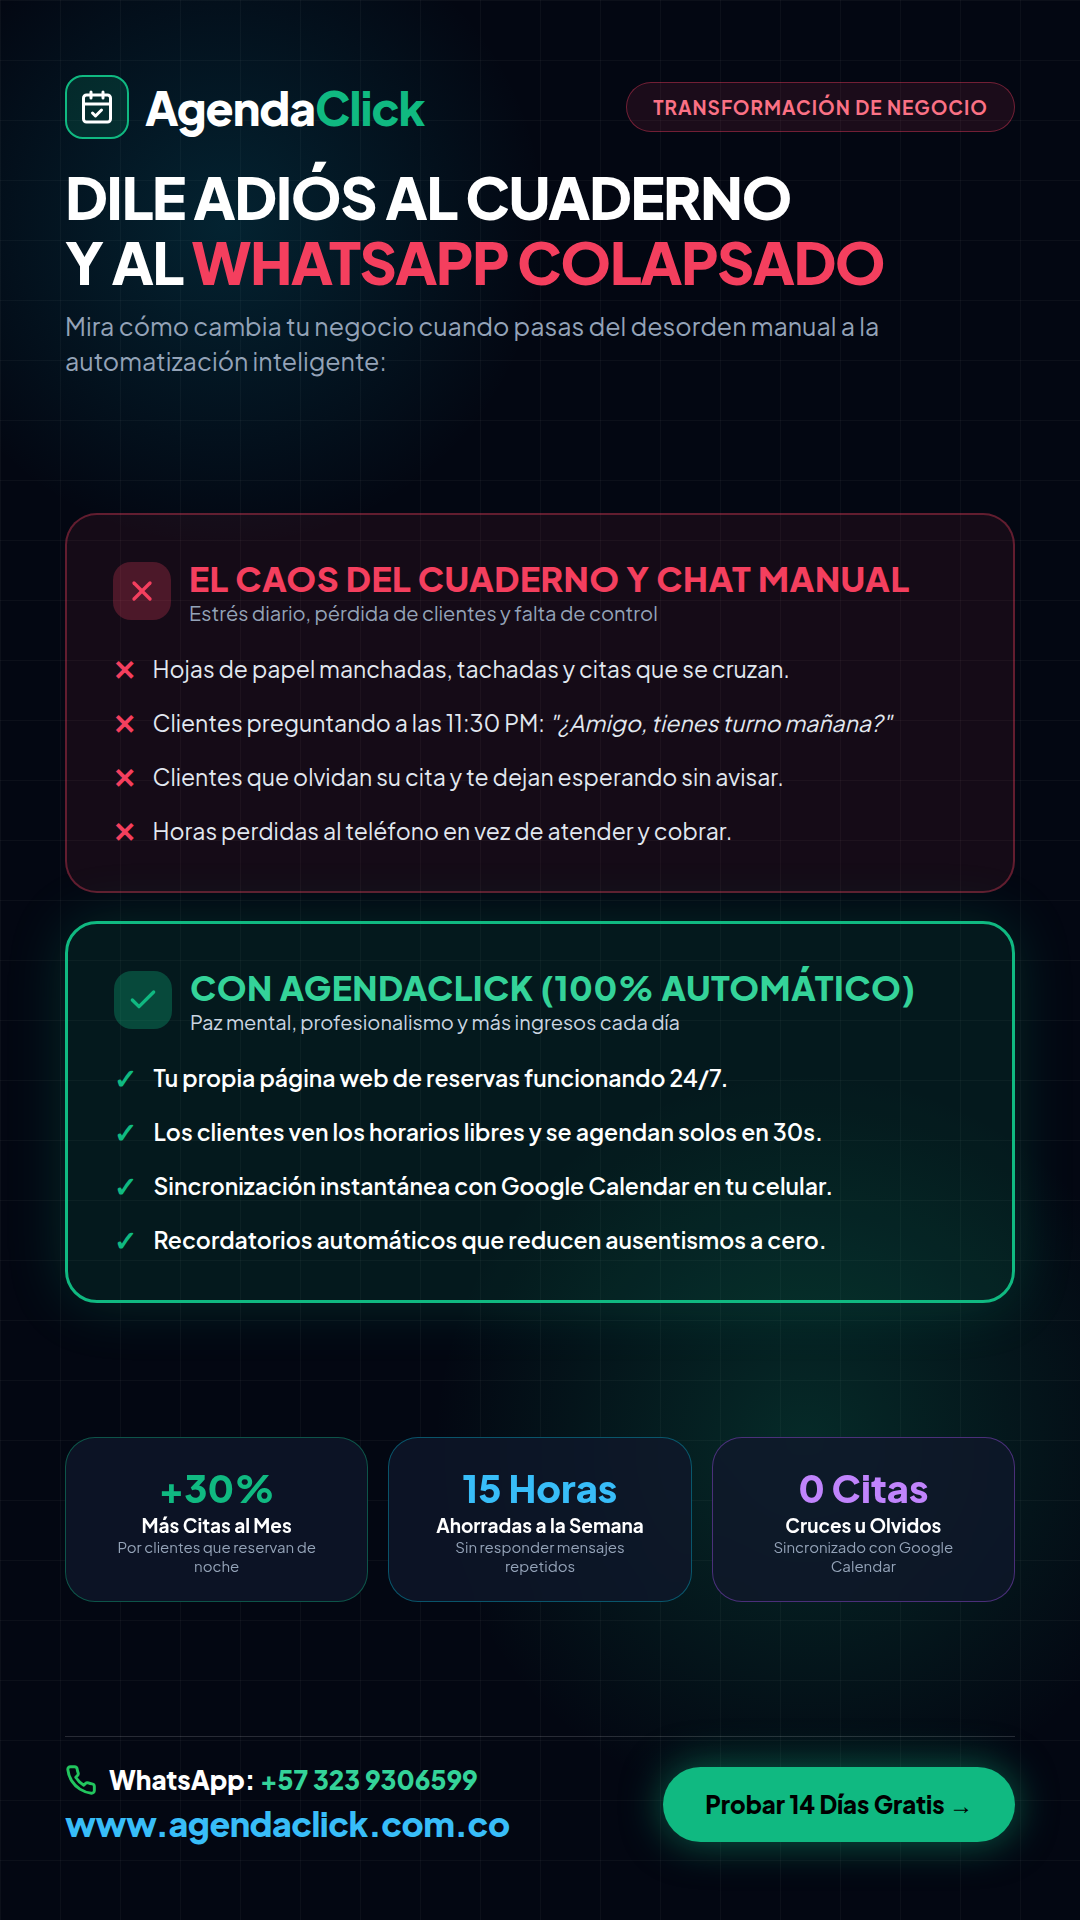 AgendaClick
TRANSFORMACIÓN DE NEGOCIO
DILE ADIÓS AL CUADERNO
Y AL WHATSAPP COLAPSADO
Mira cómo cambia tu negocio cuando pasas del desorden manual a la
automatización inteligente:
EL CAOS DEL CUADERNO Y CHAT MANUAL
Estrés diario, pérdida de clientes y falta de control
✕ Hojas de papel manchadas, tachadas y citas que se cruzan.
✕ Clientes preguntando a las 11:30 PM: "¿Amigo, tienes turno mañana?"
✕ Clientes que olvidan su cita y te dejan esperando sin avisar.
✕ Horas perdidas al teléfono en vez de atender y cobrar.
CON AGENDACLICK (100% AUTOMÁTICO)
Paz mental, profesionalismo y más ingresos cada día
✓ Tu propia página web de reservas funcionando 24/7.
✓ Los clientes ven los horarios libres y se agendan solos en 30s.
✓ Sincronización instantánea con Google Calendar en tu celular.
✓ Recordatorios automáticos que reducen ausentismos a cero.
+30%
Más Citas al Mes
Por clientes que reservan de
noche
15 Horas
Ahorradas a la Semana
Sin responder mensajes
repetidos
0 Citas
Cruces u Olvidos
Sincronizado con Google
Calendar
WhatsApp: +57 323 9306599
www.agendaclick.com.co
Probar 14 Días Gratis →